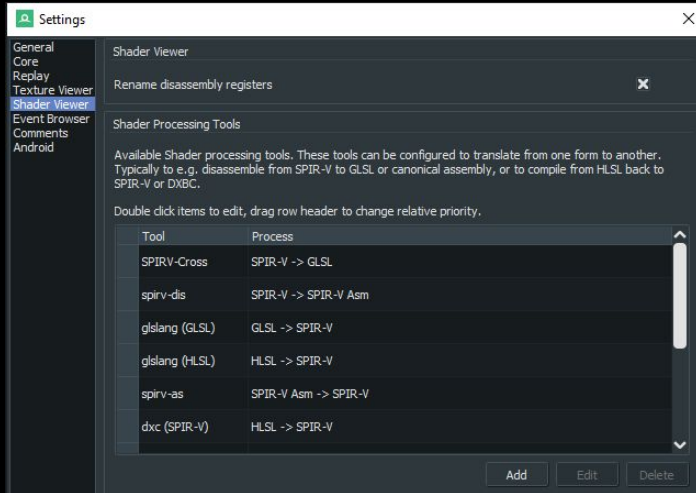 Settings
General
Core
Replay
Texture Viewer
Shader Viewer
Event Browser
Comments
Android
Shader Viewer
Rename disassembly registers
Shader Processing Tools
Available Shader processing tools. These tools can be configured to translate from one form to another.
Typically to e.g. disassemble from SPIR-V to GLSL or canonical assembly, or to compile from HLSL back to
SPIR-V or DXBC.
Double click items to edit, drag row header to change relative priority.
Tool Process
SPIRV-Cross SPIR-V -> GLSL
spirv-dis SPIR-V -> SPIR-V Asm
glslang (GLSL) GLSL -> SPIR-V
glslang (HLSL) HLSL -> SPIR-V
spirv-as SPIR-V Asm -> SPIR-V
dxc (SPIR-V) HLSL -> SPIR-V
Add Edit Delete